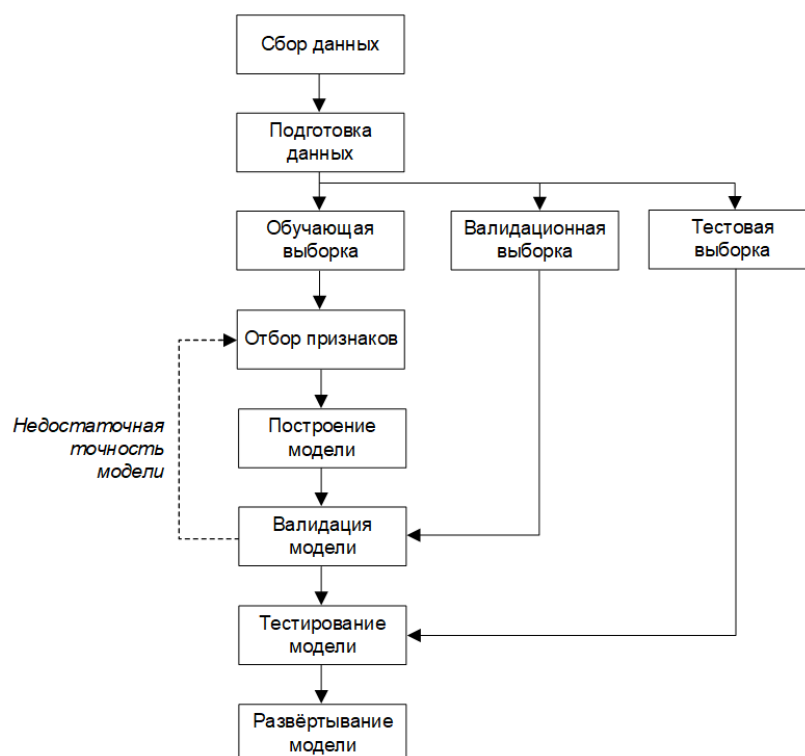 Сбор данных
Подготовка
данных
Обучающая
выборка
Валидационная
выборка
Тестовая
выборка
Отбор признаков
Недостаточная
точность
модели
Построение
модели
Валидация
модели
Тестирование
модели
Развёртывание
модели